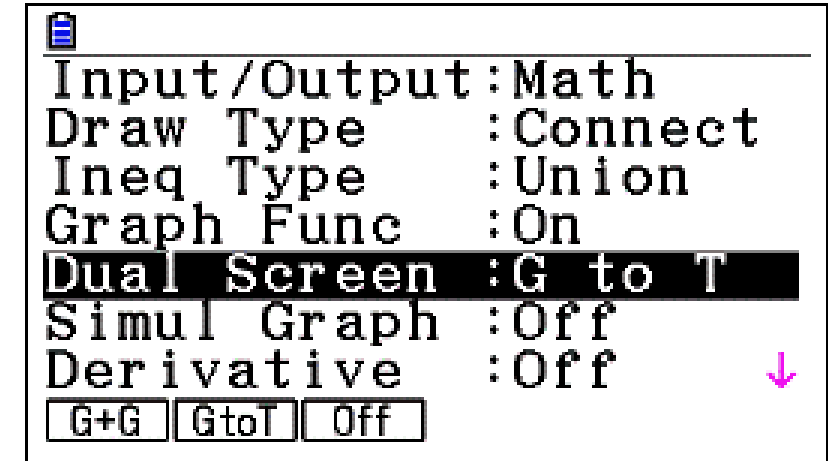 Input/Output:Math
Draw Type :Connect
Ineq Type :Union
Graph Func :On
Dual Screen :G to T
Simul Graph :Off
Derivative :Off ↓
G+G GtoT Off